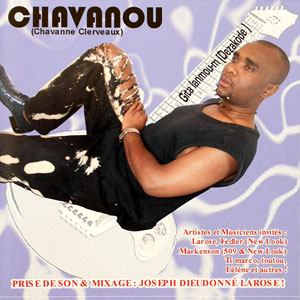 CHAVANOU
(Chavanne Clerveaux)
Gita lanmou-m [Dezakòde !
Artistes et Musiciens invités :
Larose, Fedler (New Look)
Markenson (509 & New Look)
Ti marco, toutou,
Lélène et autres !
PRISE DE SON & MIXAGE : JOSEPH DIEUDONNÉ LAROSE !